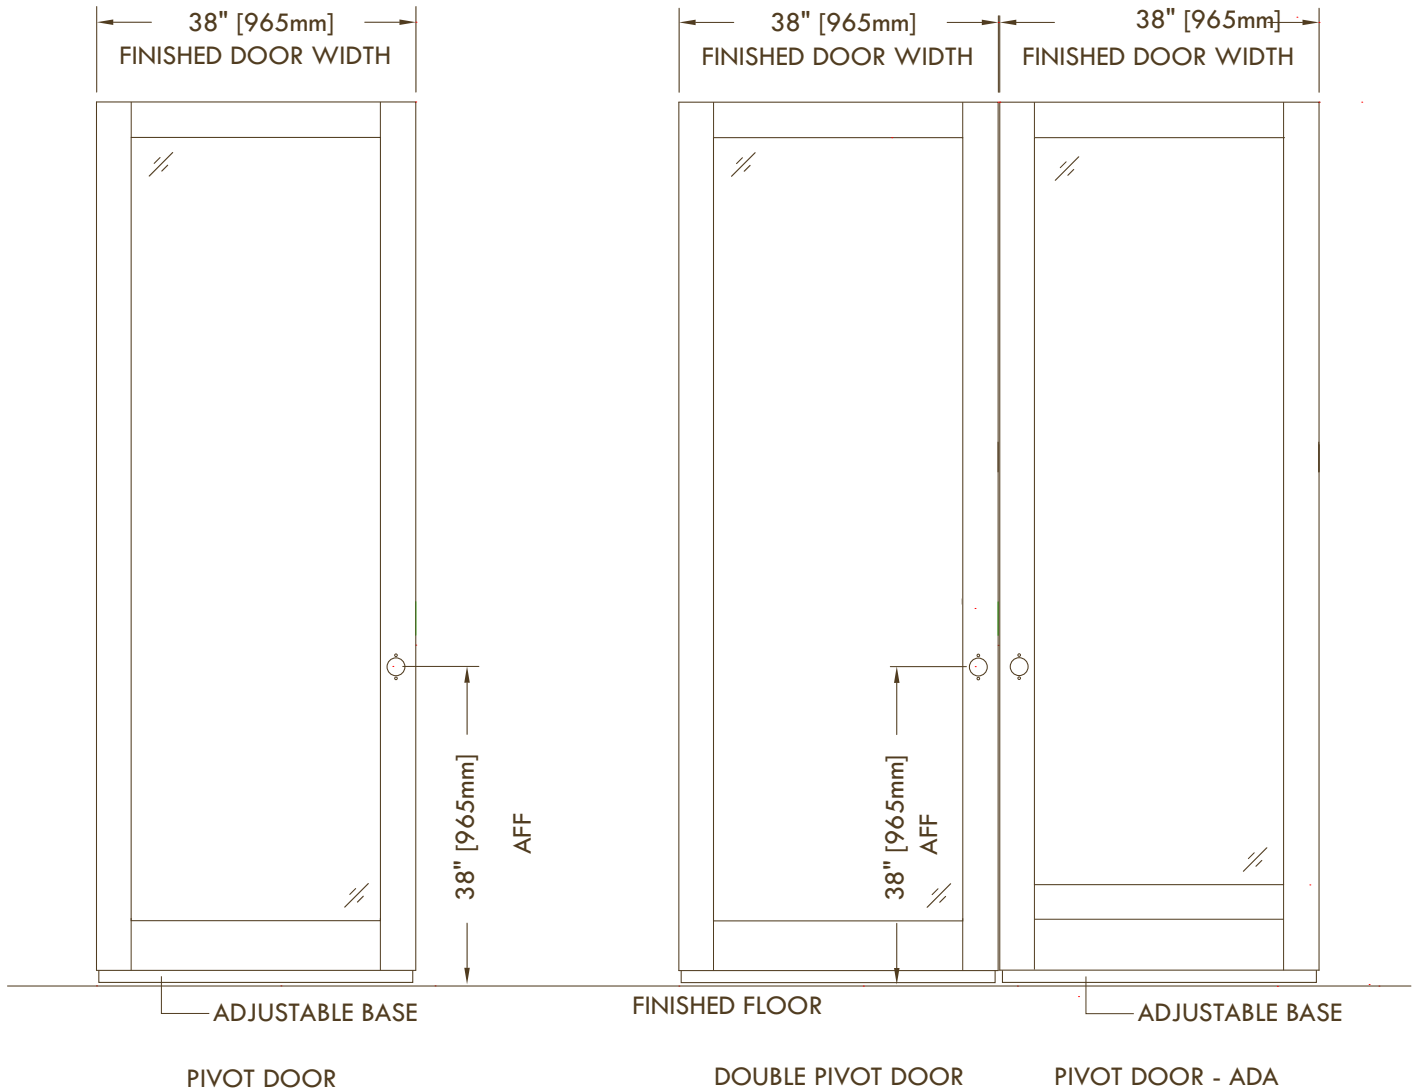 38" [965mm]
FINISHED DOOR WIDTH
38" [965mm]
FINISHED DOOR WIDTH
38" [965mm]
FINISHED DOOR WIDTH
38" [965mm]
AFF
38" [965mm]
AFF
ADJUSTABLE BASE
FINISHED FLOOR
ADJUSTABLE BASE
PIVOT DOOR
DOUBLE PIVOT DOOR
PIVOT DOOR - ADA